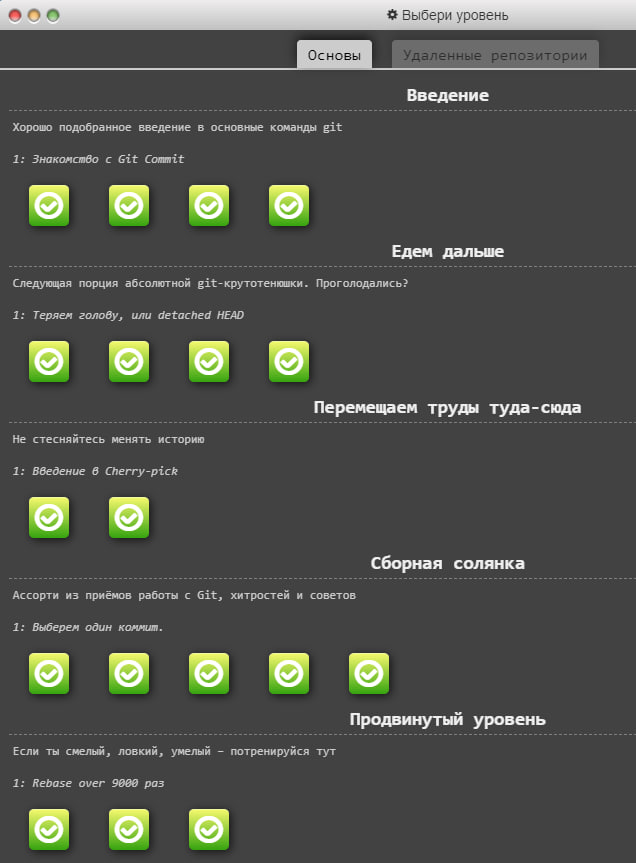 Выбери уровень
Основы
Удаленные репозитории
Введение
Хорошо подобранное введение в основные команды git
1: Знакомство с Git Commit
Едем дальше
Следующая порция абсолютной git-крутотенюшки. Проголодались?
1: Теряем голову, или detached HEAD
Перемещаем труды туда-сюда
Не стесняйтесь менять историю
1: Введение в Cherry-pick
Сборная солянка
Ассорти из приёмов работы с Git, хитростей и советов
1: Выберем один коммит.
Продвинутый уровень
Если ты смелый, ловкий, умелый – потренируйся тут
1: Rebase over 9000 раз